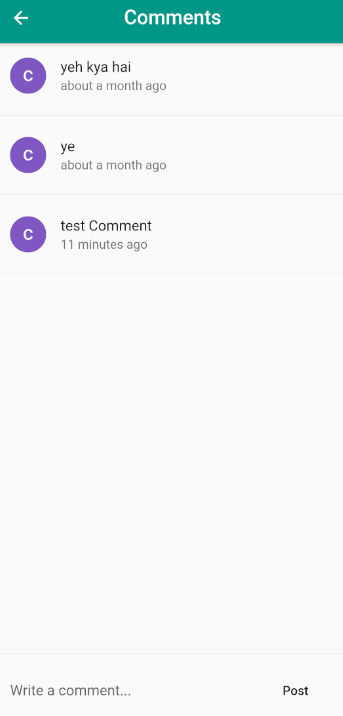 Comments
C
yeh kya hai
about a month ago
C
ye
about a month ago
C
test Comment
11 minutes ago
Write a comment...
Post